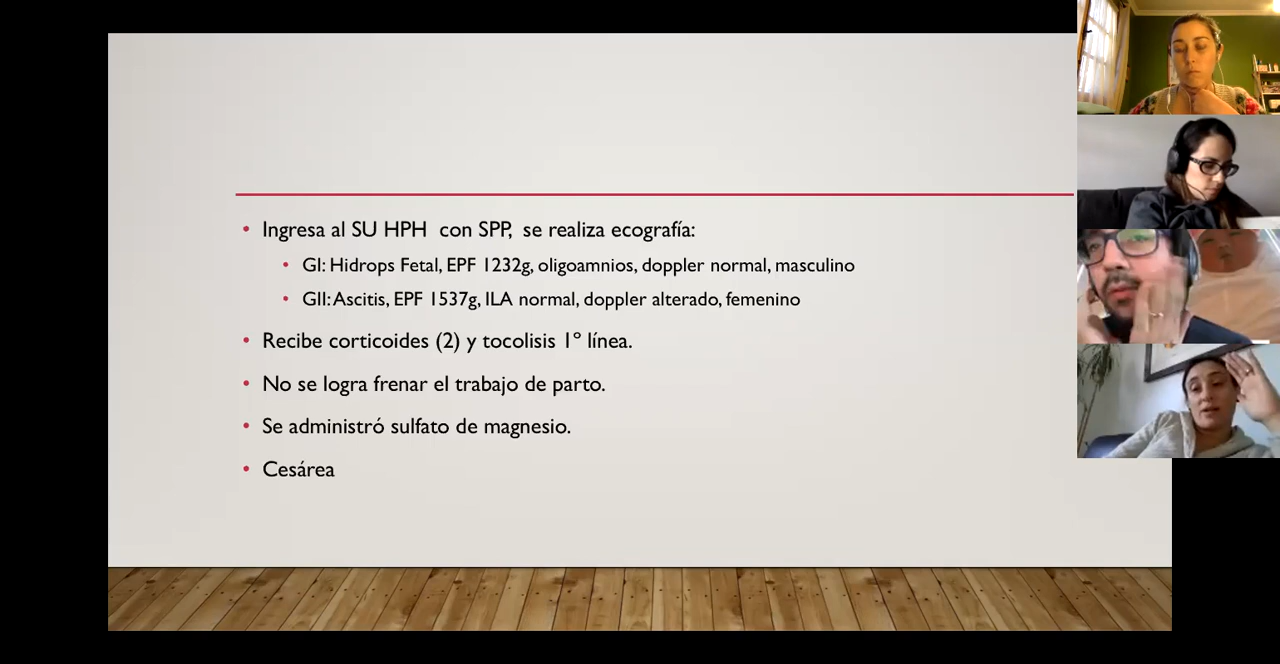 Ingresa al SU HPH con SPP, se realiza ecografía:
GI: Hidrops Fetal, EPF 1232g, oligoamnios, doppler normal, masculino
GII: Ascitis, EPF 1537g, ILA normal, doppler alterado, femenino
Recibe corticoides (2) y tocolisis 1º línea.
No se logra frenar el trabajo de parto.
Se administró sulfato de magnesio.
Cesárea